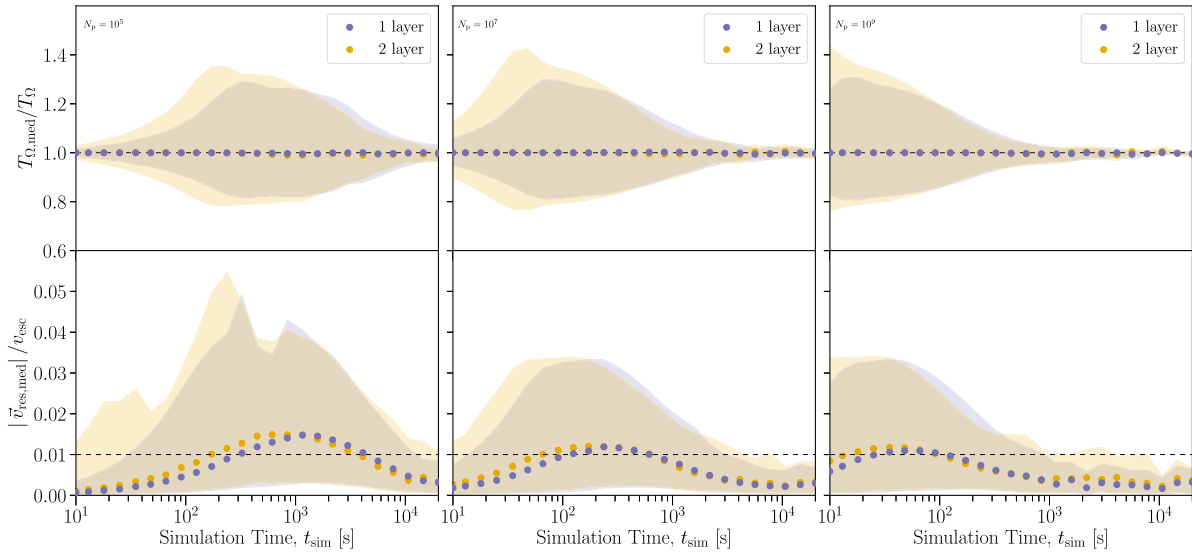 N_p = 10^5
1 layer
2 layer
N_p = 10^7
1 layer
2 layer
N_p = 10^9
1 layer
2 layer
T_Ω,med/T_Ω
1.4
1.2
1.0
0.8
0.6
|v⃗_res,med|/v_esc
0.05
0.04
0.03
0.02
0.01
0.00
10^1 10^2 10^3 10^4 10^1 10^2 10^3 10^4 10^1 10^2 10^3 10^4
Simulation Time, t_sim [s] Simulation Time, t_sim [s] Simulation Time, t_sim [s]